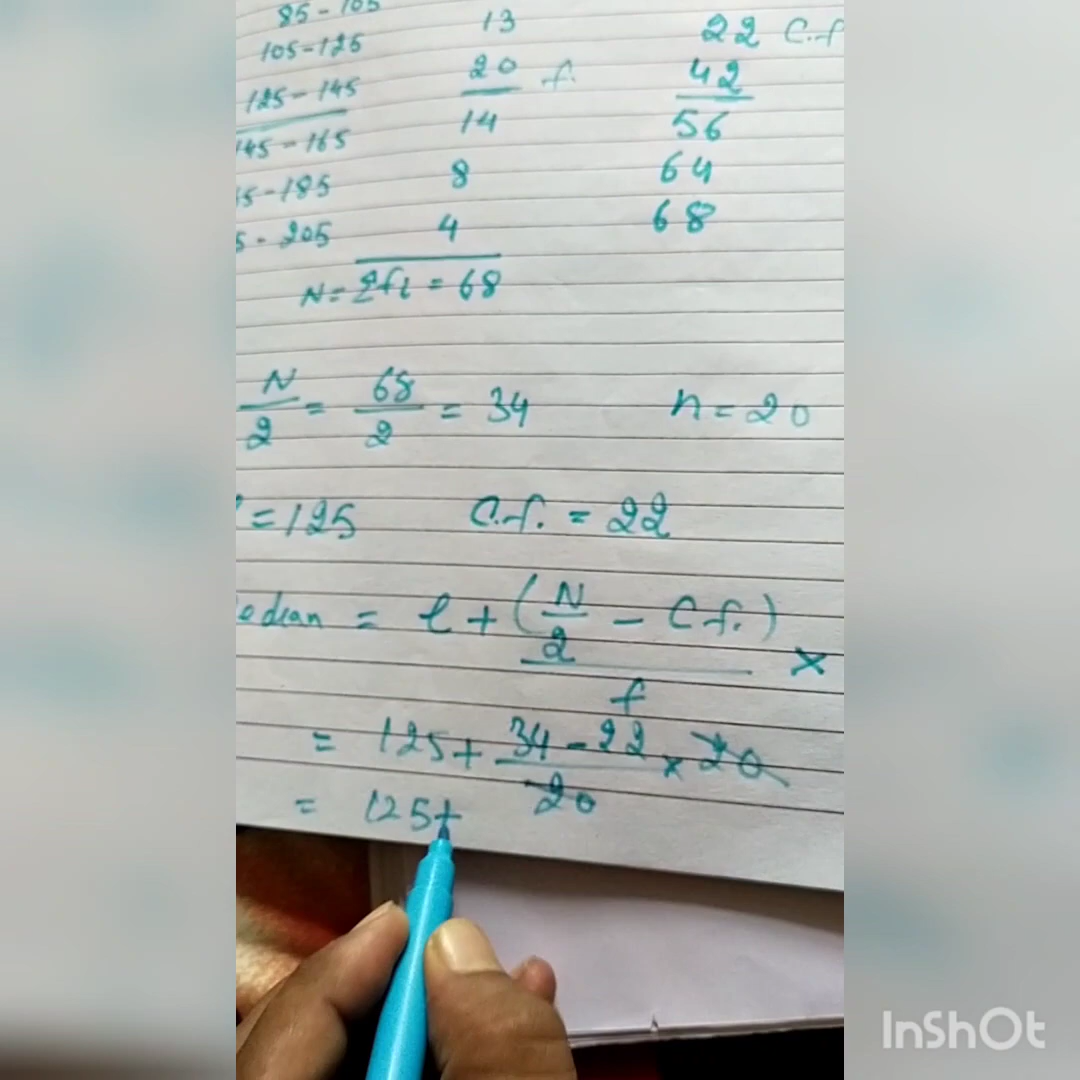 85-105 13 22 C.f
105-125 20 f. 42
125-145 14 56
145-165 8 64
5-185 4 68
5-205
N = Σfi = 68
N/2 = 68/2 = 34 h = 20
l = 125 C.f. = 22
edian = l + (N/2 - C.f.)/f ×
= 125 + 34-22/20 × 20
= 125+
InShOt